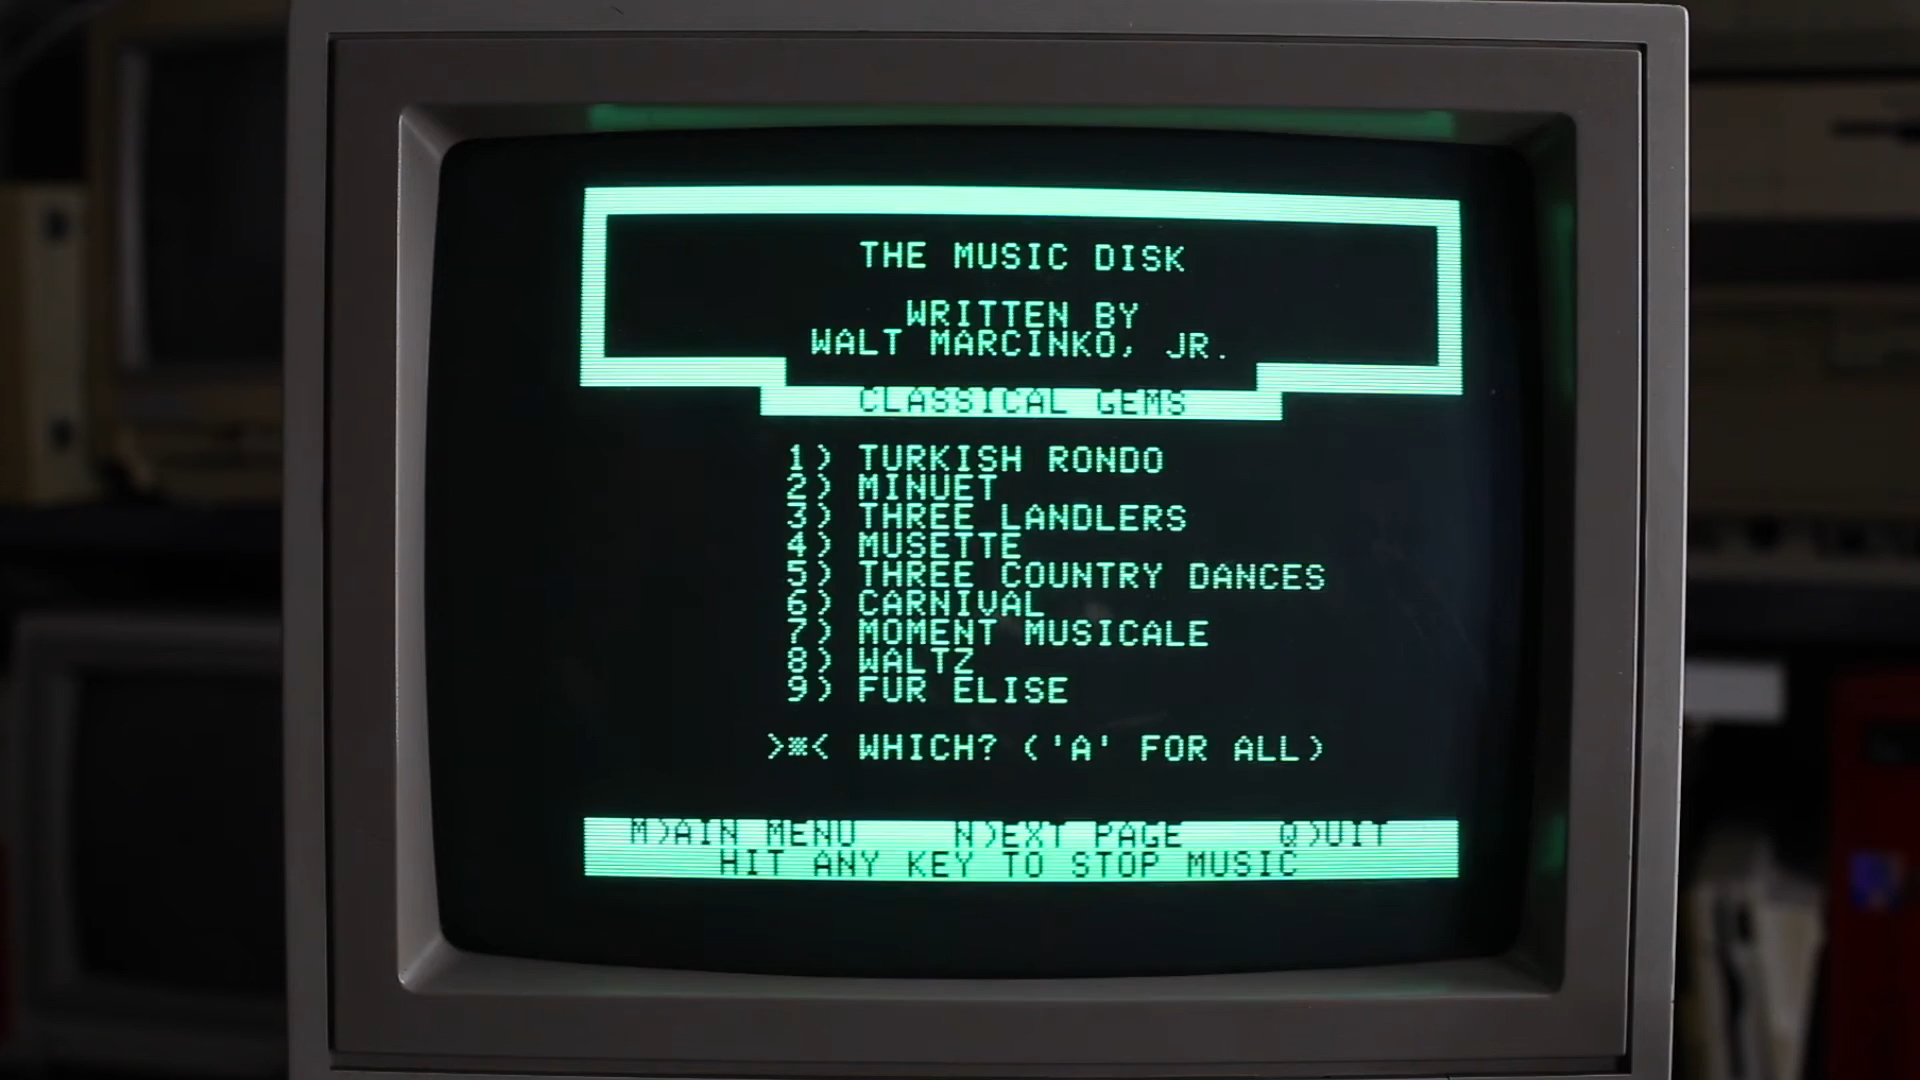 THE MUSIC DISK
WRITTEN BY
WALT MARCINKO, JR.
CLASSICAL GEMS
1) TURKISH RONDO
2) MINUET
3) THREE LANDLERS
4) MUSETTE
5) THREE COUNTRY DANCES
6) CARNIVAL
7) MOMENT MUSICALE
8) WALTZ
9) FUR ELISE
>※< WHICH? ('A' FOR ALL)
M)AIN MENU N)EXT PAGE Q)UIT
HIT ANY KEY TO STOP MUSIC